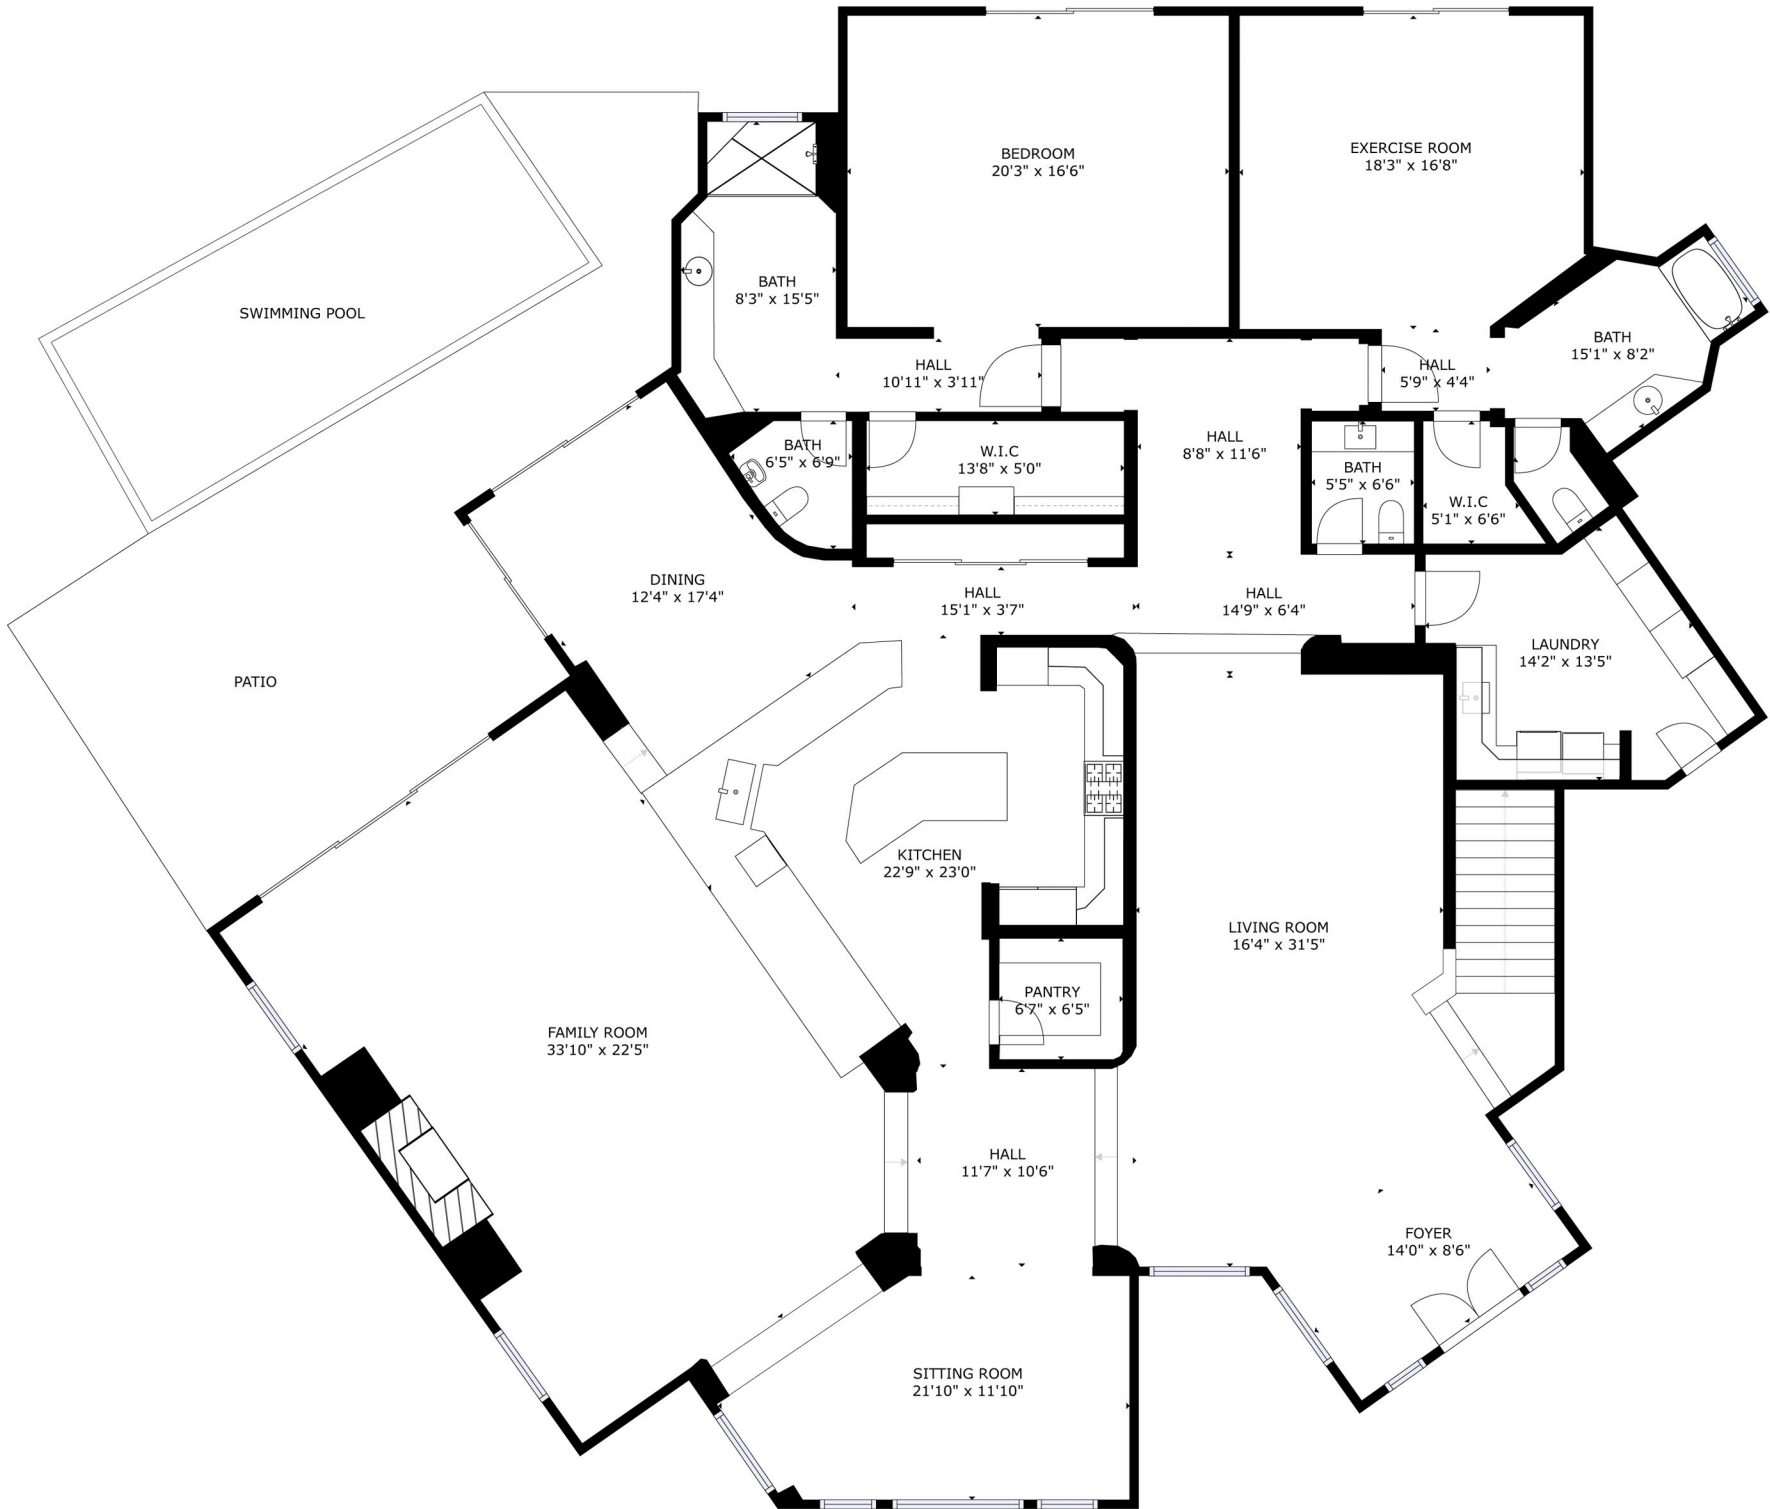 BEDROOM
20'3" x 16'6"
EXERCISE ROOM
18'3" x 16'8"
SWIMMING POOL
BATH
8'3" x 15'5"
BATH
15'1" x 8'2"
HALL
10'11" x 3'11"
HALL
5'9" x 4'4"
HALL
8'8" x 11'6"
BATH
6'5" x 6'9"
W.I.C
13'8" x 5'0"
BATH
5'5" x 6'6"
W.I.C
5'1" x 6'6"
DINING
12'4" x 17'4"
HALL
15'1" x 3'7"
HALL
14'9" x 6'4"
LAUNDRY
14'2" x 13'5"
PATIO
KITCHEN
22'9" x 23'0"
LIVING ROOM
16'4" x 31'5"
PANTRY
6'7" x 6'5"
FAMILY ROOM
33'10" x 22'5"
HALL
11'7" x 10'6"
FOYER
14'0" x 8'6"
SITTING ROOM
21'10" x 11'10"